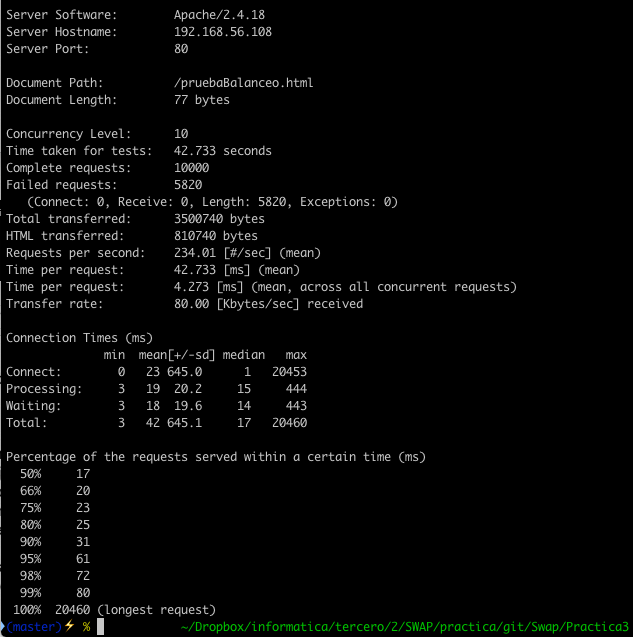 Server Software:        Apache/2.4.18
Server Hostname:        192.168.56.108
Server Port:            80
Document Path:          /pruebaBalanceo.html
Document Length:        77 bytes
Concurrency Level:      10
Time taken for tests:   42.733 seconds
Complete requests:      10000
Failed requests:        5820
   (Connect: 0, Receive: 0, Length: 5820, Exceptions: 0)
Total transferred:      3500740 bytes
HTML transferred:       810740 bytes
Requests per second:    234.01 [#/sec] (mean)
Time per request:       42.733 [ms] (mean)
Time per request:       4.273 [ms] (mean, across all concurrent requests)
Transfer rate:          80.00 [Kbytes/sec] received
Connection Times (ms)
              min  mean[+/-sd] median   max
Connect:        0   23 645.0      1   20453
Processing:     3   19  20.2     15     444
Waiting:        3   18  19.6     14     443
Total:          3   42 645.1     17   20460
Percentage of the requests served within a certain time (ms)
  50%     17
  66%     20
  75%     23
  80%     25
  90%     31
  95%     61
  98%     72
  99%     80
 100%  20460 (longest request)
(master)⚡ % ~/Dropbox/informatica/tercero/2/SWAP/practica/git/Swap/Practica3